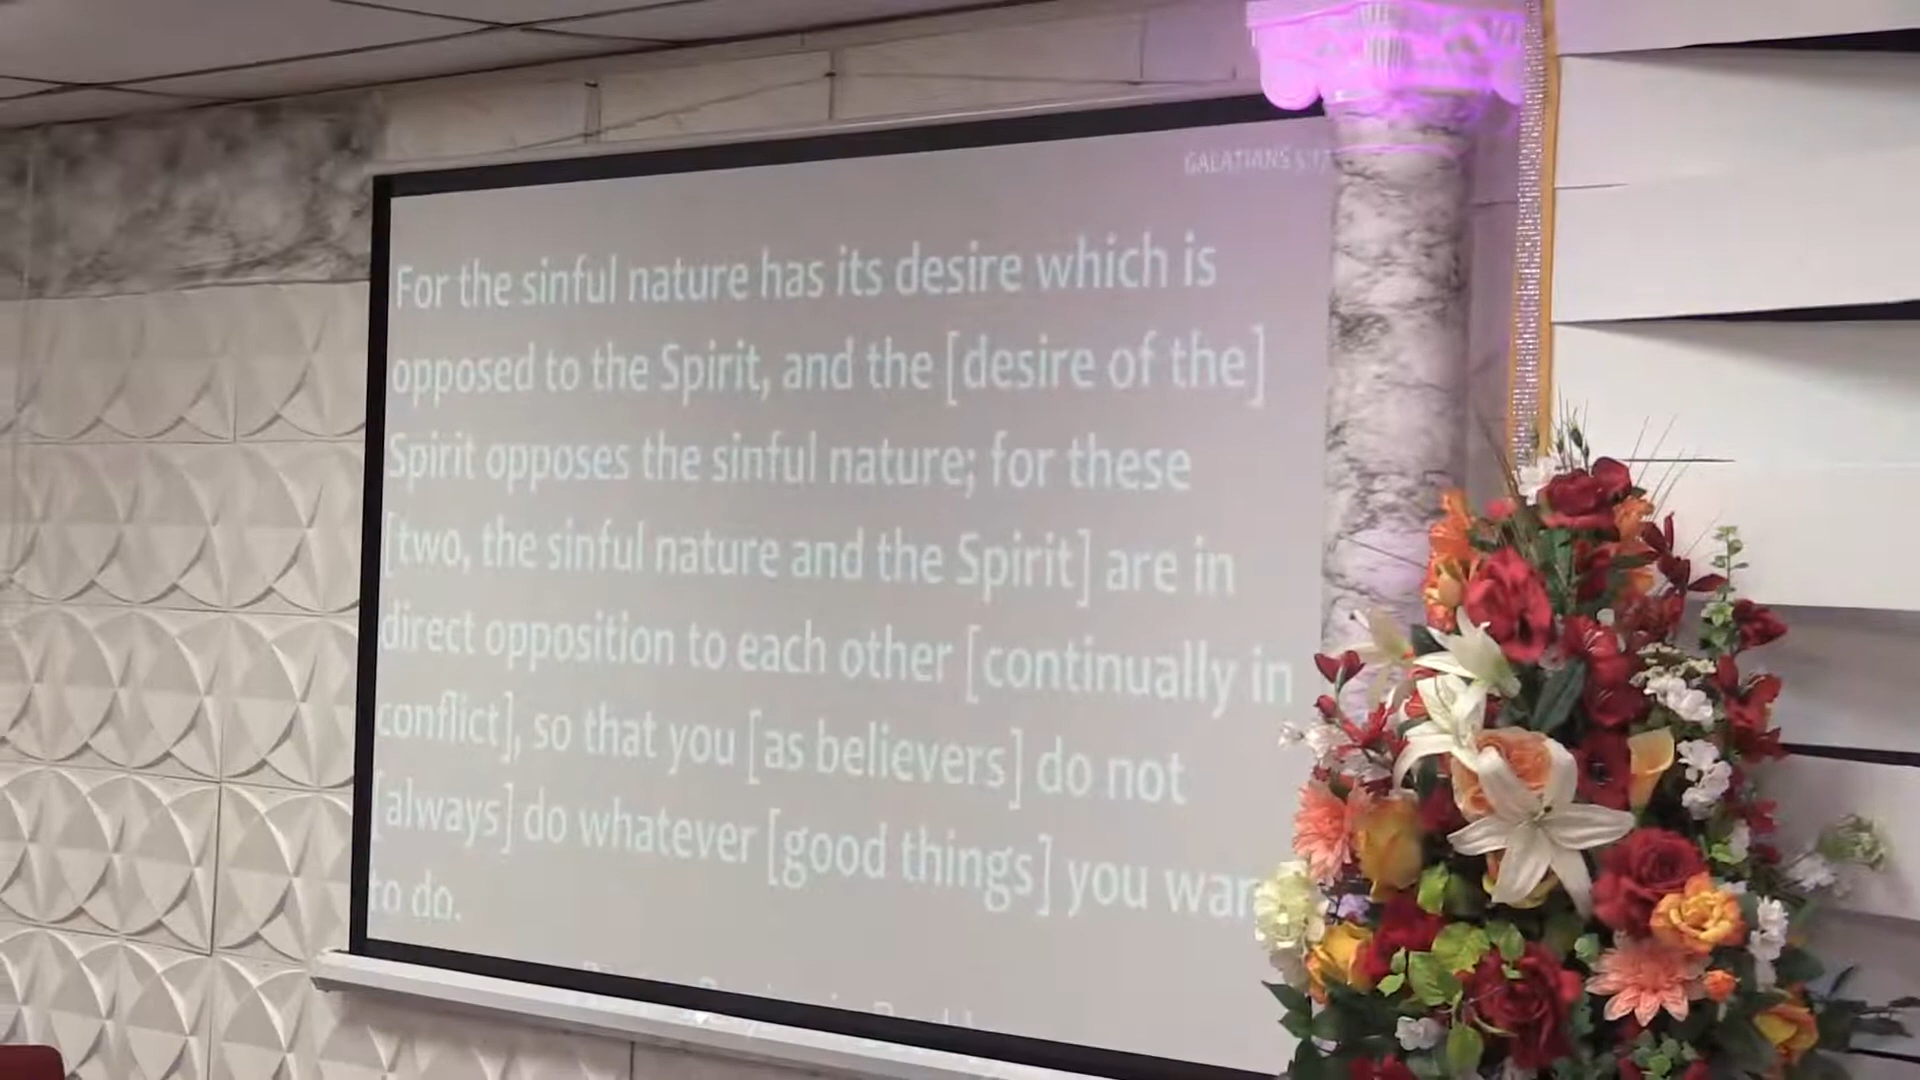 GALATIANS 5:17
For the sinful nature has its desire which is
opposed to the Spirit, and the [desire of the]
Spirit opposes the sinful nature; for these
[two, the sinful nature and the Spirit] are in
direct opposition to each other [continually in
conflict], so that you [as believers] do not
[always] do whatever [good things] you
to do.